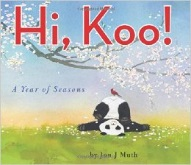 Hi, Koo!
A Year of Seasons
by Jon J Muth